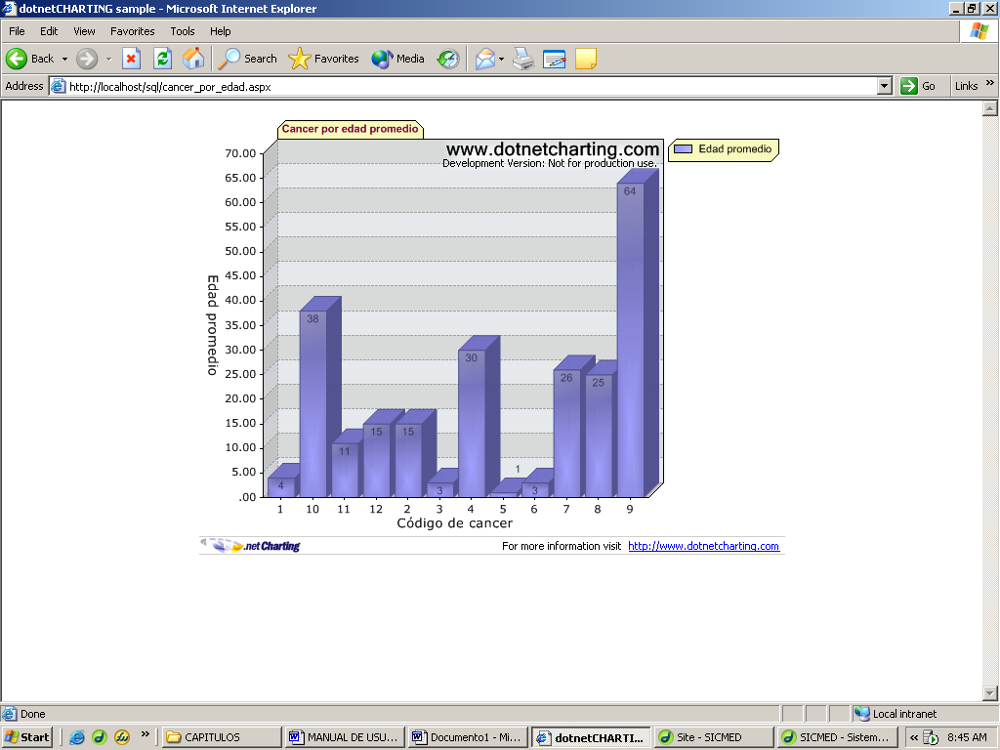 dotnetCHARTING sample - Microsoft Internet Explorer
File Edit View Favorites Tools Help
Back Search Favorites Media
Address http://localhost/sql/cancer_por_edad.aspx Go Links »
Cancer por edad promedio
www.dotnetcharting.com
Development Version: Not for production use.
Edad promedio
70.00
65.00
60.00
55.00
50.00
45.00
40.00
35.00
30.00
25.00
20.00
15.00
10.00
5.00
.00
Edad promedio
4 38 11 15 15 3 30 1 3 26 25 64
1 10 11 12 2 3 4 5 6 7 8 9
Código de cancer
.net Charting For more information visit http://www.dotnetcharting.com
Done Local intranet
Start » CAPITULOS MANUAL DE USU... Documento1 - Mi... dotnetCHARTI... Site - SICMED SICMED - Sistem... « 8:45 AM